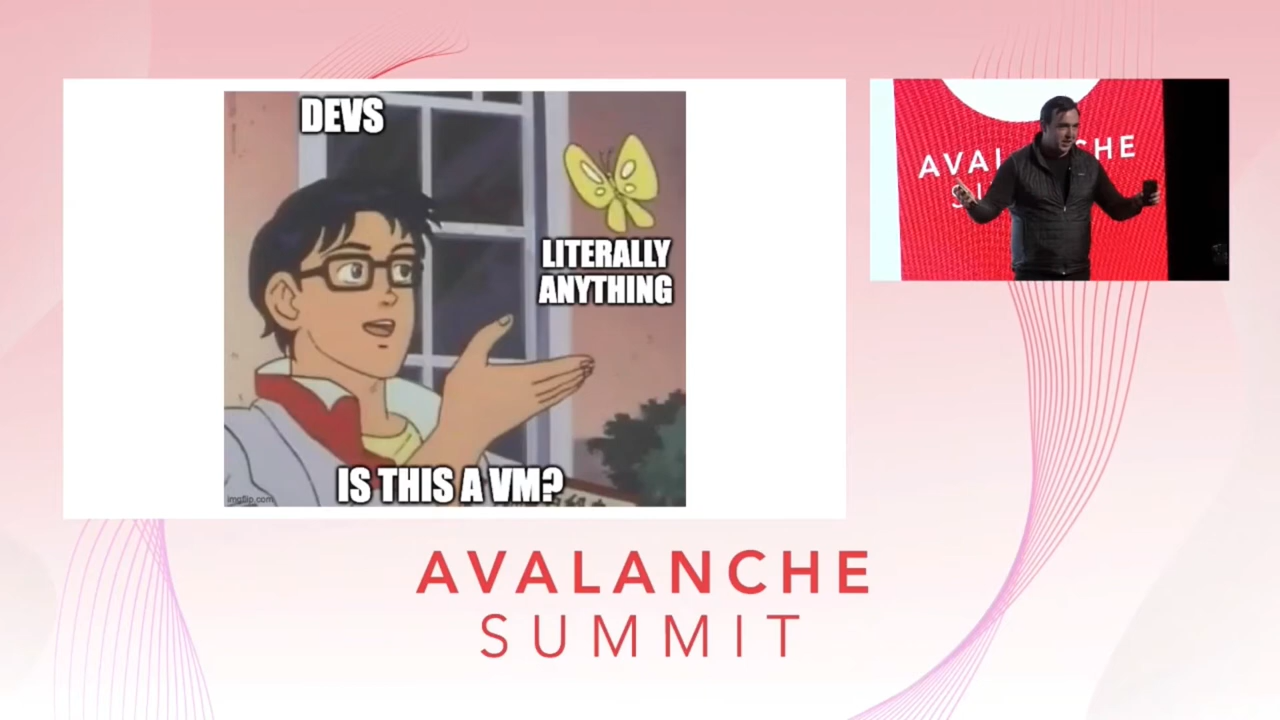 DEVS
LITERALLY
ANYTHING
IS THIS A VM?
imgflip.com
AVALANCHE
SUMMIT